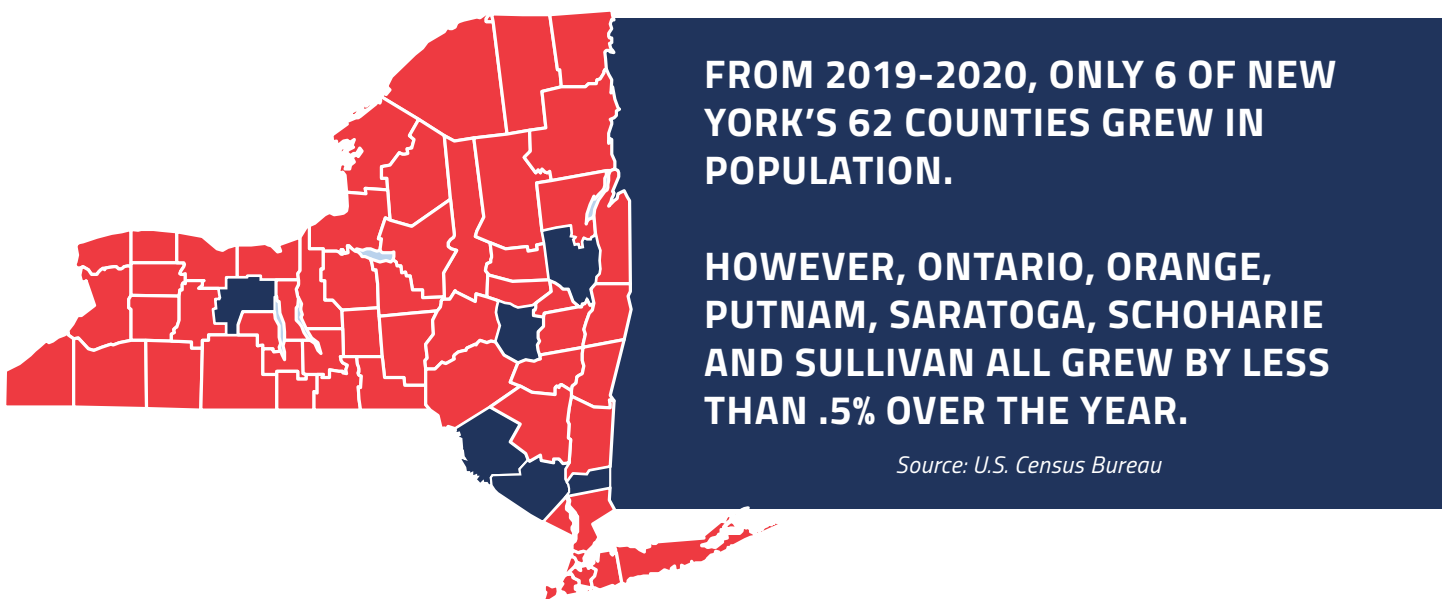 FROM 2019-2020, ONLY 6 OF NEW
YORK'S 62 COUNTIES GREW IN
POPULATION.
HOWEVER, ONTARIO, ORANGE,
PUTNAM, SARATOGA, SCHOHARIE
AND SULLIVAN ALL GREW BY LESS
THAN .5% OVER THE YEAR.
Source: U.S. Census Bureau